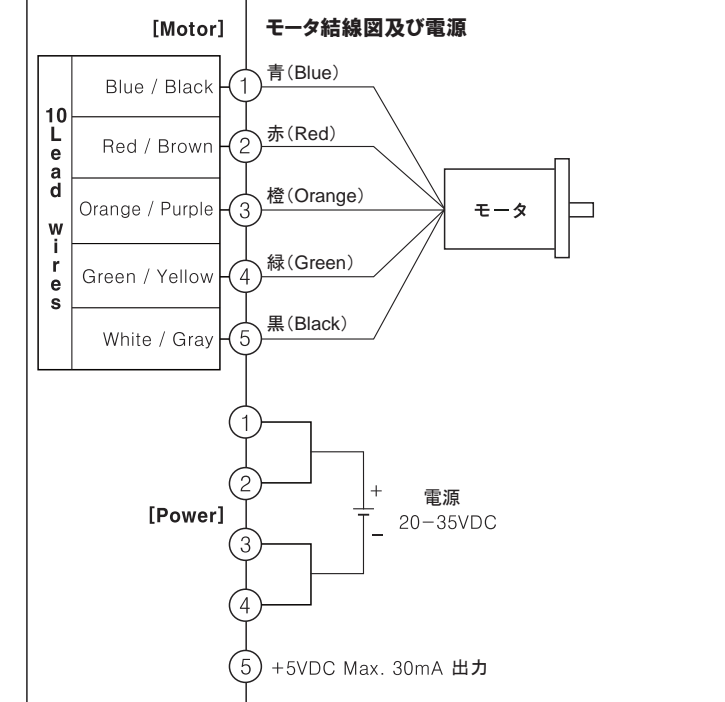 [Motor]
モータ結線図及び電源
10 Lead wires
Blue / Black
1
青(Blue)
Red / Brown
2
赤(Red)
Orange / Purple
3
橙(Orange)
モータ
Green / Yellow
4
緑(Green)
White / Gray
5
黒(Black)
1
2
[Power]
+
電源
20−35VDC
−
3
4
5
+5VDC Max. 30mA 出力